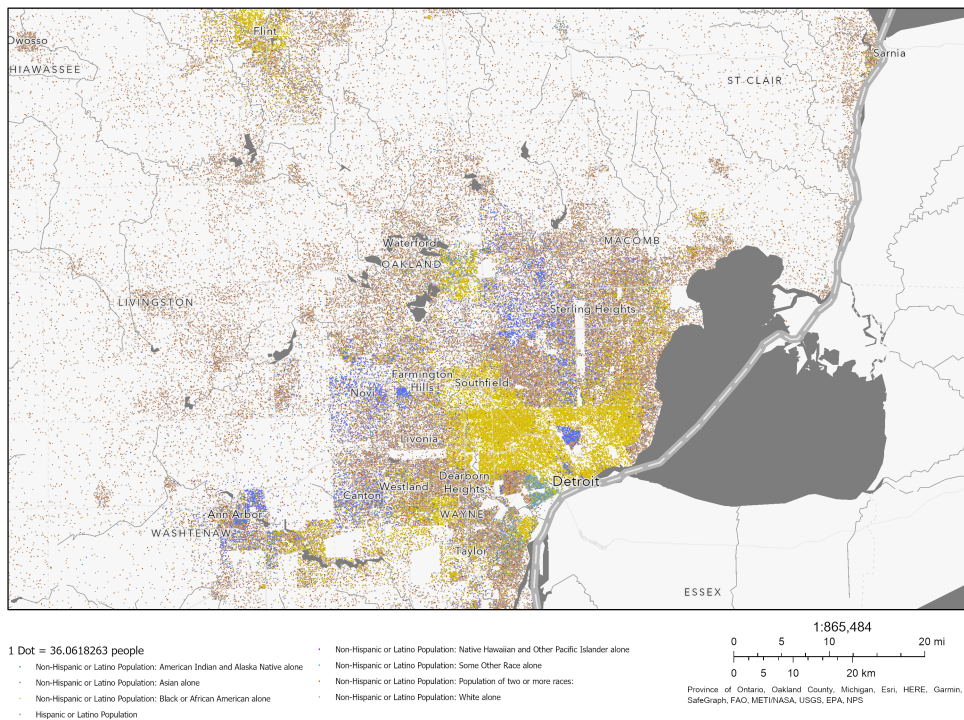 Flint
Owosso
HIAWASSEE
Sarnia
ST CLAIR
Waterford
MACOMB
OAKLAND
LIVINGSTON
Sterling Heights
Farmington
Hills
Southfield
Novi
Livonia
Dearborn
Heights
Detroit
Westland
Canton
Ann Arbor
WAYNE
WASHTENAW
Taylor
ESSEX
1 Dot = 36.0618263 people
Non-Hispanic or Latino Population: American Indian and Alaska Native alone
Non-Hispanic or Latino Population: Asian alone
Non-Hispanic or Latino Population: Black or African American alone
Hispanic or Latino Population
Non-Hispanic or Latino Population: Native Hawaiian and Other Pacific Islander alone
Non-Hispanic or Latino Population: Some Other Race alone
Non-Hispanic or Latino Population: Population of two or more races:
Non-Hispanic or Latino Population: White alone
1:865,484
0 5 10 20 mi
0 5 10 20 km
Province of Ontario, Oakland County, Michigan, Esri, HERE, Garmin,
SafeGraph, FAO, METI/NASA, USGS, EPA, NPS